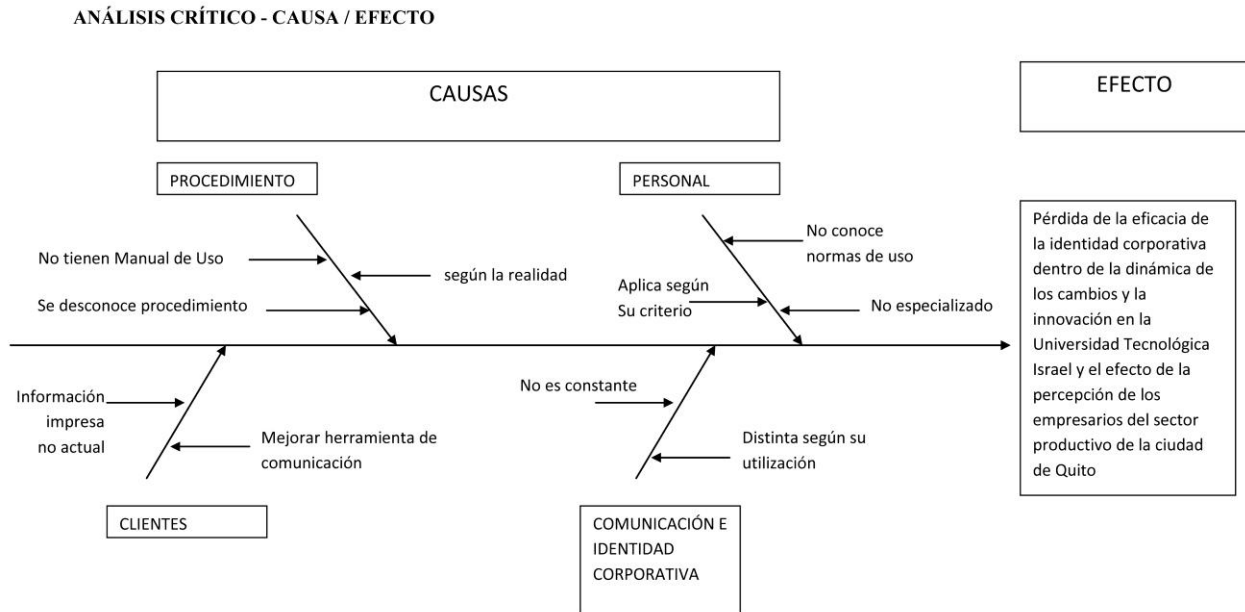 ANÁLISIS CRÍTICO - CAUSA / EFECTO
CAUSAS
EFECTO
PROCEDIMIENTO
PERSONAL
No tienen Manual de Uso
según la realidad
Se desconoce procedimiento
No conoce
normas de uso
Aplica según
Su criterio
No especializado
Pérdida de la eficacia de
la identidad corporativa
dentro de la dinámica de
los cambios y la
innovación en la
Universidad Tecnológica
Israel y el efecto de la
percepción de los
empresarios del sector
productivo de la ciudad
de Quito
Información
impresa
no actual
Mejorar herramienta de
comunicación
No es constante
Distinta según su
utilización
CLIENTES
COMUNICACIÓN E
IDENTIDAD
CORPORATIVA